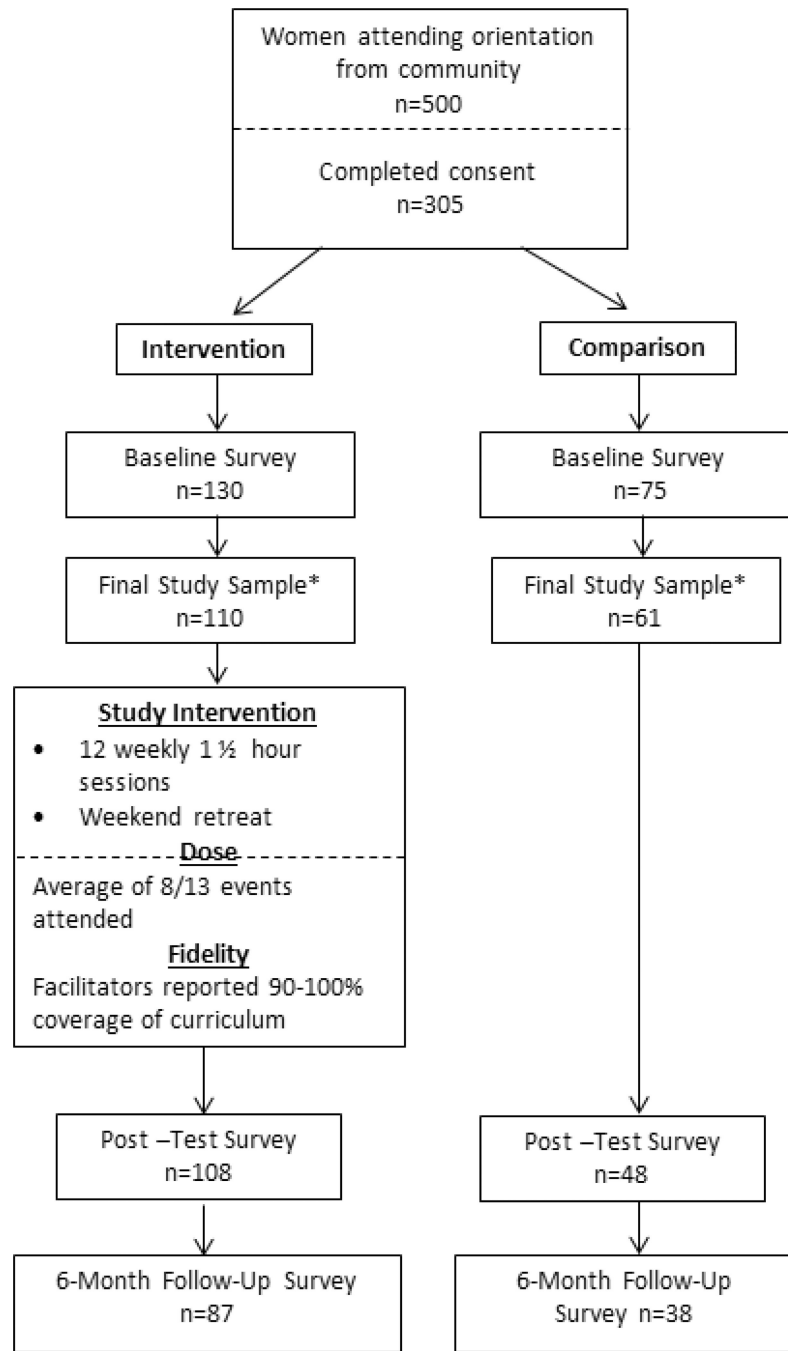 Women attending orientation
from community
n=500
Completed consent
n=305
Intervention
Comparison
Baseline Survey
n=130
Baseline Survey
n=75
Final Study Sample*
n=110
Final Study Sample*
n=61
Study Intervention
• 12 weekly 1 ½ hour
sessions
• Weekend retreat
Dose
Average of 8/13 events
attended
Fidelity
Facilitators reported 90-100%
coverage of curriculum
Post –Test Survey
n=108
Post –Test Survey
n=48
6-Month Follow-Up Survey
n=87
6-Month Follow-Up
Survey n=38